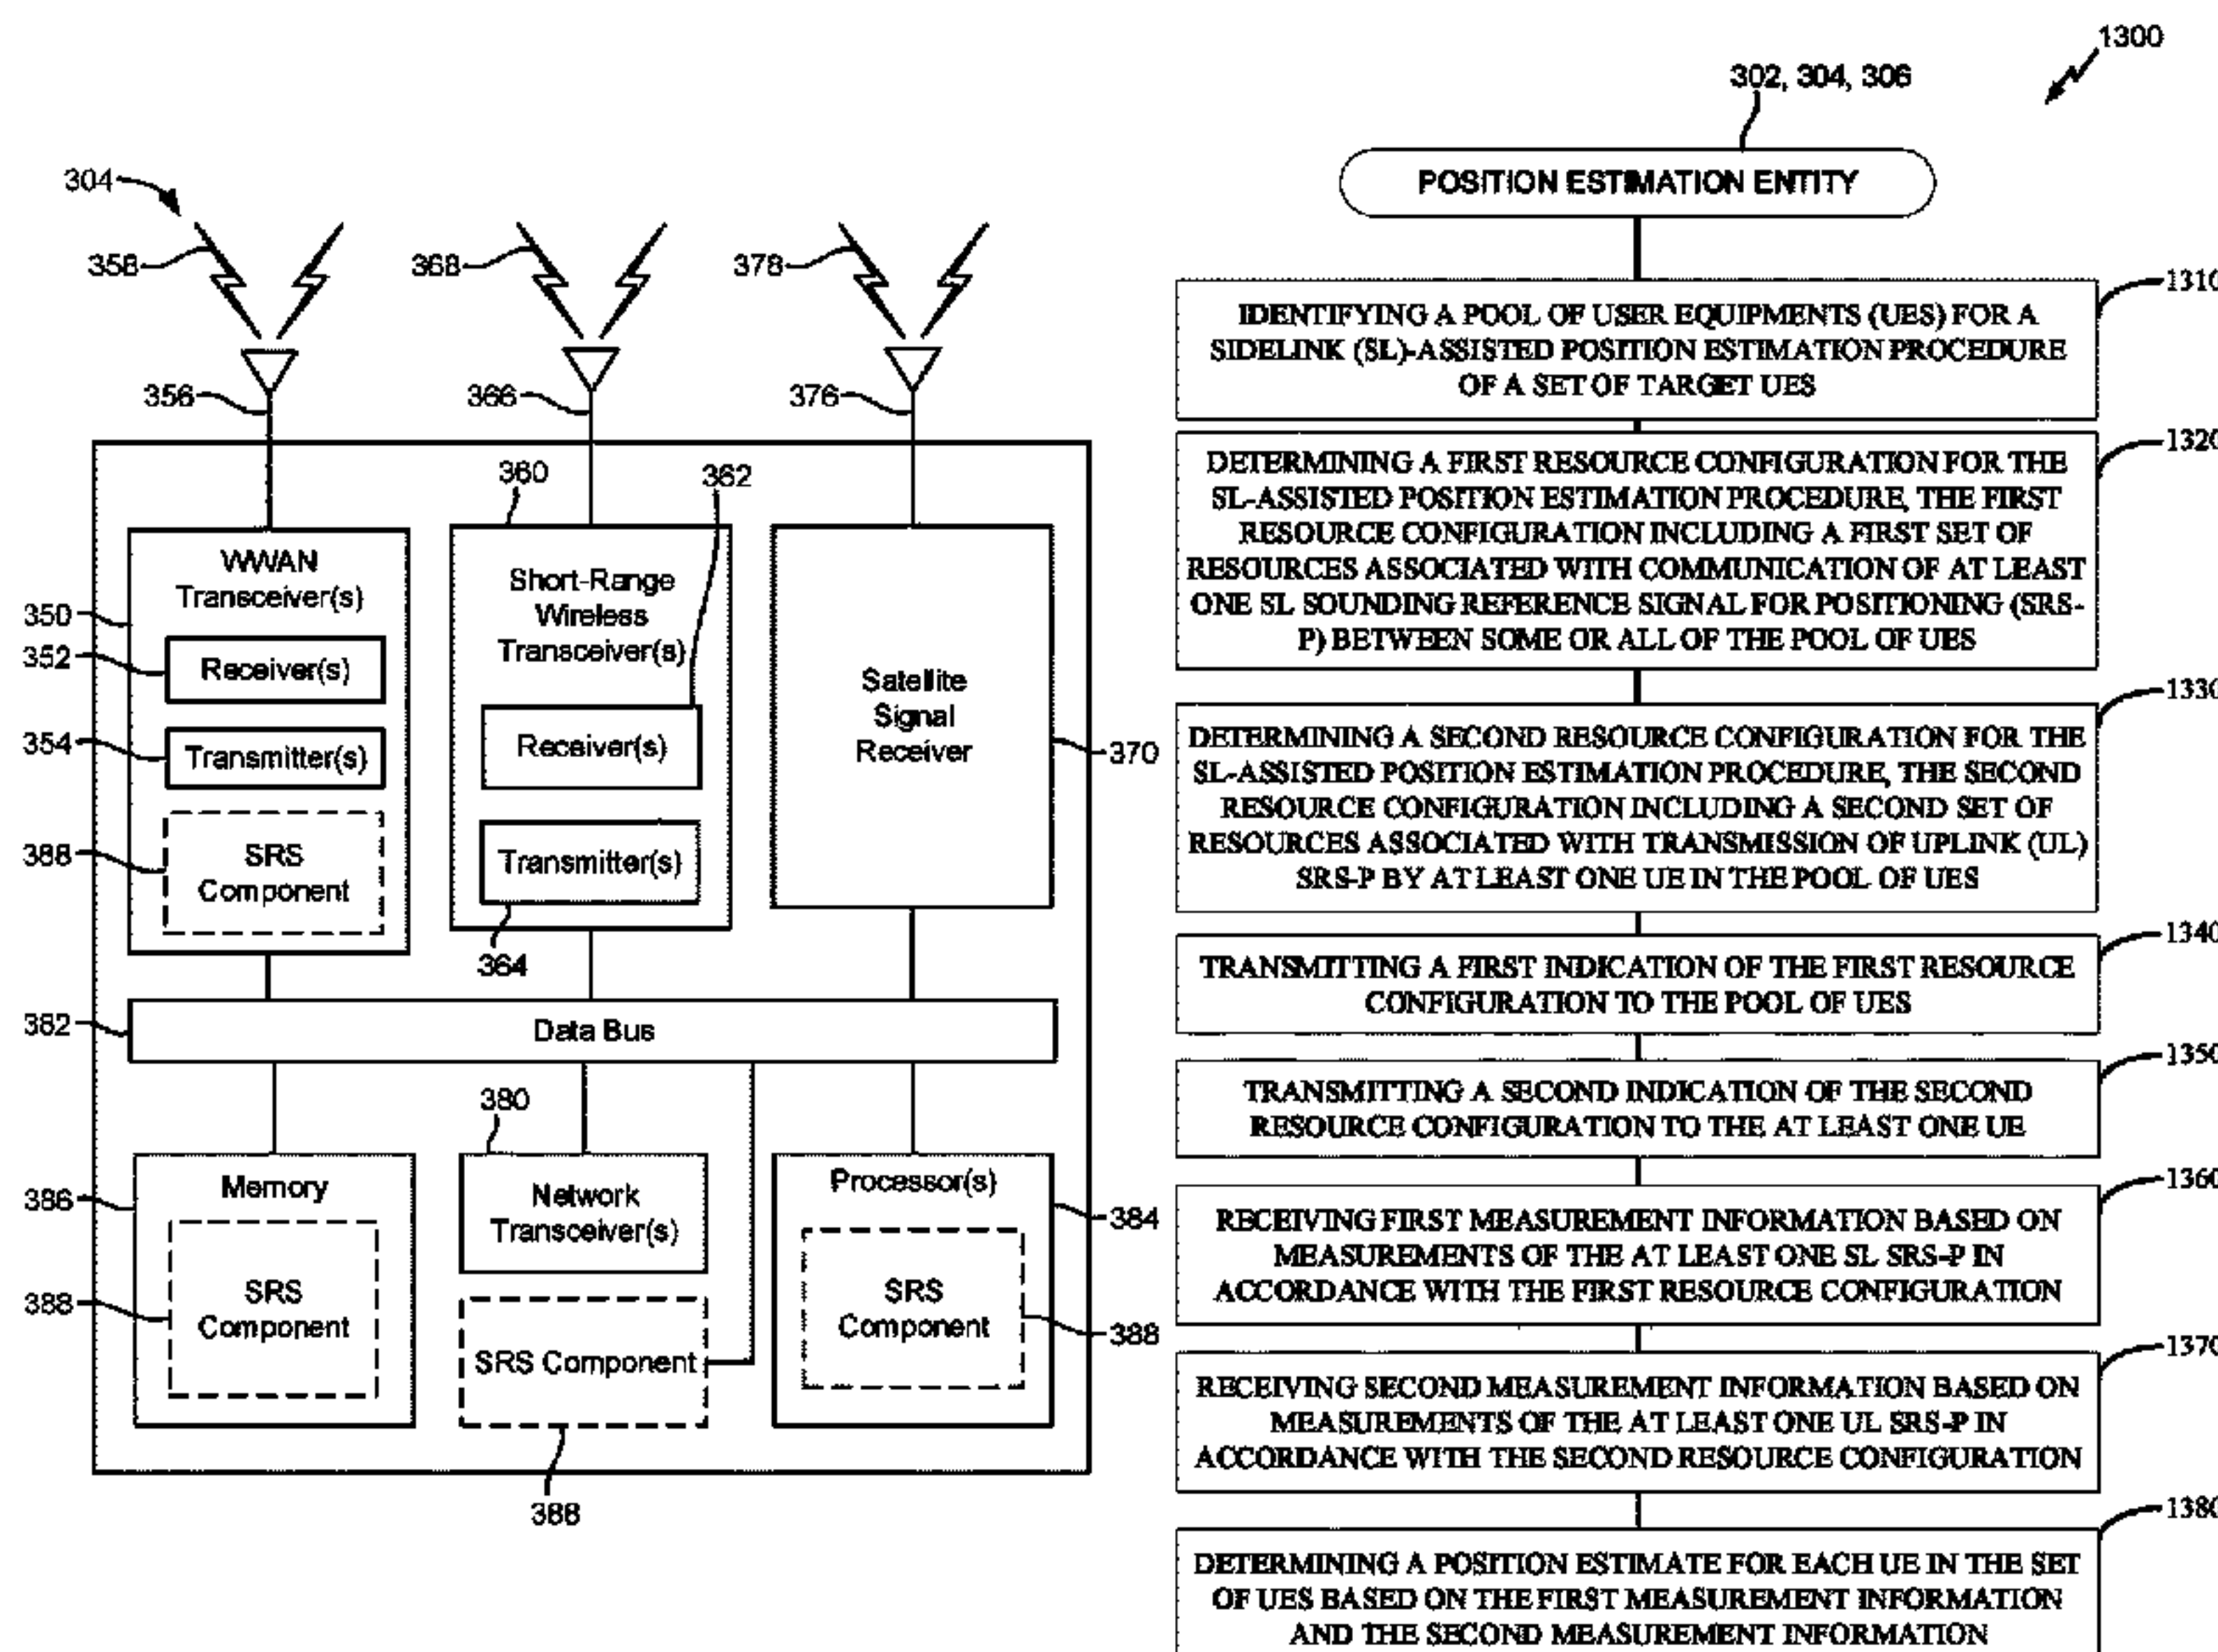 304
358
368
378
356
366
376
360
362
WWAN
Transceiver(s)
350
352
Receiver(s)
354
Transmitter(s)
388
SRS
Component
Short-Range
Wireless
Transceiver(s)
Receiver(s)
Transmitter(s)
364
Satellite
Signal
Receiver
370
382
Data Bus
380
386
Memory
388
SRS
Component
Network
Transceiver(s)
SRS Component
388
Processor(s)
384
SRS
Component
388
1300
302, 304, 306
POSITION ESTIMATION ENTITY
1310
IDENTIFYING A POOL OF USER EQUIPMENTS (UES) FOR A
SIDELINK (SL)-ASSISTED POSITION ESTIMATION PROCEDURE
OF A SET OF TARGET UES
1320
DETERMINING A FIRST RESOURCE CONFIGURATION FOR THE
SL-ASSISTED POSITION ESTIMATION PROCEDURE, THE FIRST
RESOURCE CONFIGURATION INCLUDING A FIRST SET OF
RESOURCES ASSOCIATED WITH COMMUNICATION OF AT LEAST
ONE SL SOUNDING REFERENCE SIGNAL FOR POSITIONING (SRS-
P) BETWEEN SOME OR ALL OF THE POOL OF UES
1330
DETERMINING A SECOND RESOURCE CONFIGURATION FOR THE
SL-ASSISTED POSITION ESTIMATION PROCEDURE, THE SECOND
RESOURCE CONFIGURATION INCLUDING A SECOND SET OF
RESOURCES ASSOCIATED WITH TRANSMISSION OF UPLINK (UL)
SRS-P BY AT LEAST ONE UE IN THE POOL OF UES
1340
TRANSMITTING A FIRST INDICATION OF THE FIRST RESOURCE
CONFIGURATION TO THE POOL OF UES
1350
TRANSMITTING A SECOND INDICATION OF THE SECOND
RESOURCE CONFIGURATION TO THE AT LEAST ONE UE
1360
RECEIVING FIRST MEASUREMENT INFORMATION BASED ON
MEASUREMENTS OF THE AT LEAST ONE SL SRS-P IN
ACCORDANCE WITH THE FIRST RESOURCE CONFIGURATION
1370
RECEIVING SECOND MEASUREMENT INFORMATION BASED ON
MEASUREMENTS OF THE AT LEAST ONE UL SRS-P IN
ACCORDANCE WITH THE SECOND RESOURCE CONFIGURATION
1380
DETERMINING A POSITION ESTIMATE FOR EACH UE IN THE SET
OF UES BASED ON THE FIRST MEASUREMENT INFORMATION
AND THE SECOND MEASUREMENT INFORMATION